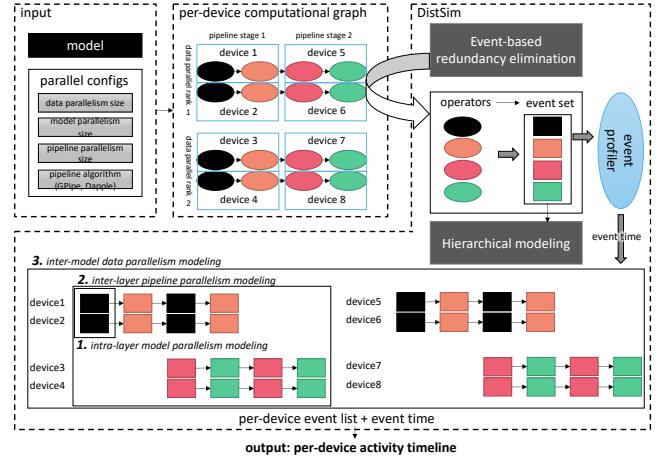 input
model
parallel configs
data parallelism size
model parallelism
size
pipeline parallelism
size
pipeline algorithm
(GPipe, Dapple)
per-device computational graph
pipeline stage 1
pipeline stage 2
data parallel rank
1
device 1
device 5
device 2
device 6
data parallel rank
2
device 3
device 7
device 4
device 8
DistSim
Event-based
redundancy elimination
operators
event set
event
profiler
Hierarchical modeling
event time
3. inter-model data parallelism modeling
2. inter-layer pipeline parallelism modeling
device1
device2
1. intra-layer model parallelism modeling
device3
device4
device5
device6
device7
device8
per-device event list + event time
output: per-device activity timeline